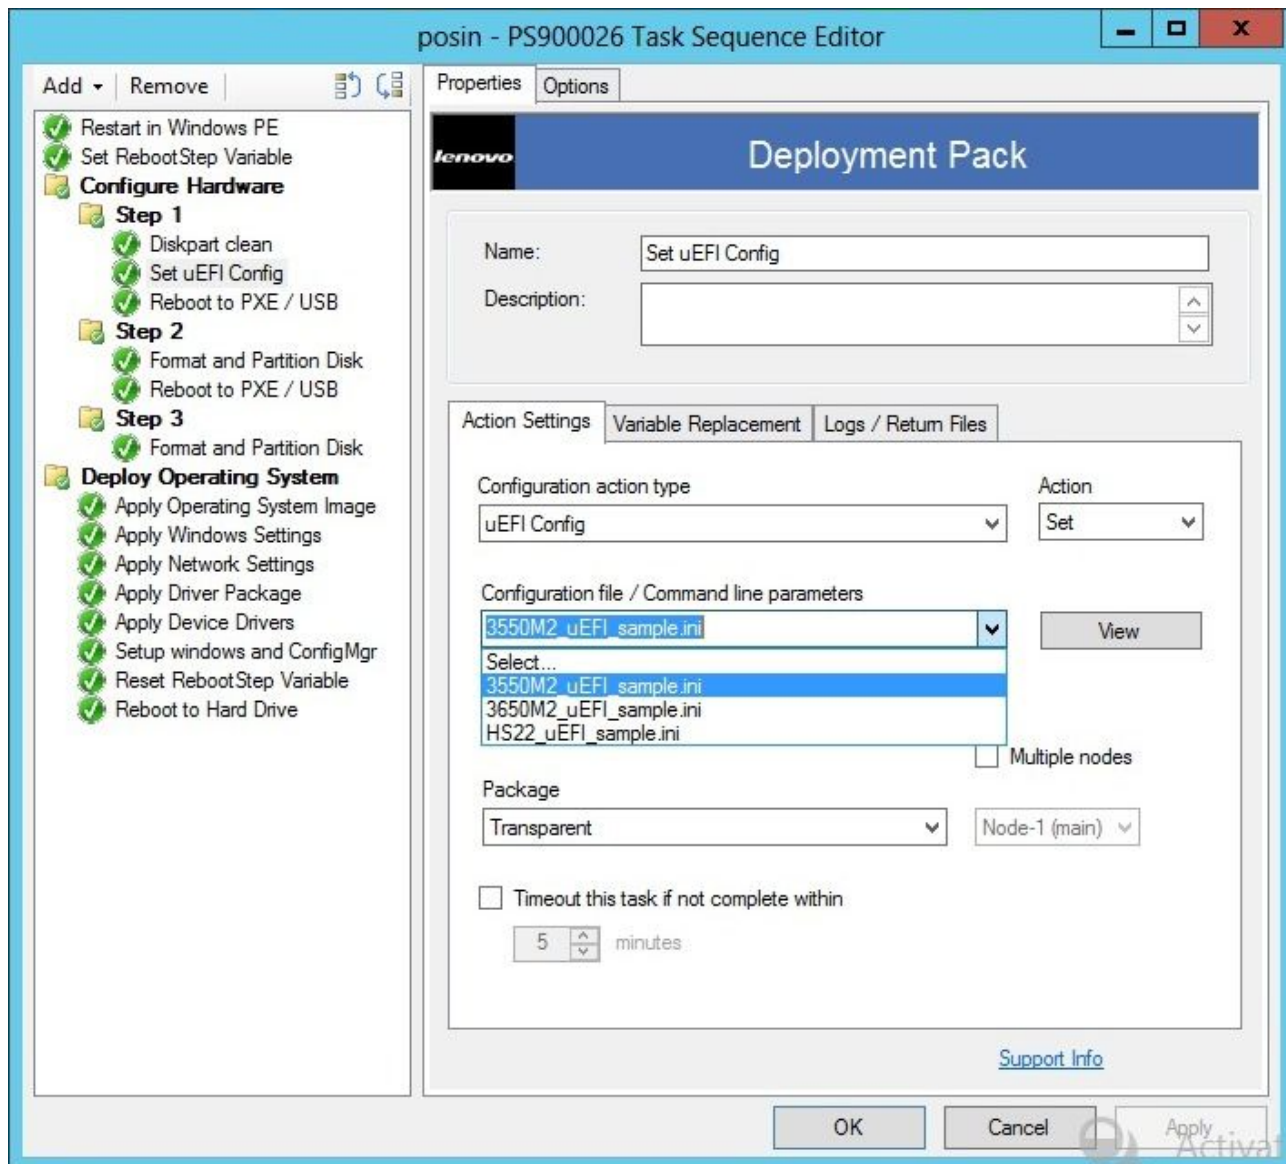 posin - PS900026 Task Sequence Editor
X
Add
Remove
Restart in Windows PE
Set RebootStep Variable
Configure Hardware
Step 1
Diskpart clean
Set uEFI Config
Reboot to PXE / USB
Step 2
Format and Partition Disk
Reboot to PXE / USB
Step 3
Format and Partition Disk
Deploy Operating System
Apply Operating System Image
Apply Windows Settings
Apply Network Settings
Apply Driver Package
Apply Device Drivers
Setup windows and ConfigMgr
Reset RebootStep Variable
Reboot to Hard Drive
Properties
Options
lenovo
Deployment Pack
Name:
Set uEFI Config
Description:
Action Settings
Variable Replacement
Logs / Return Files
Configuration action type
Action
uEFI Config
Set
Configuration file / Command line parameters
3550M2_uEFI_sample.ini
View
Select...
3550M2_uEFI_sample.ini
3650M2_uEFI_sample.ini
HS22_uEFI_sample.ini
Multiple nodes
Package
Transparent
Node-1 (main)
Timeout this task if not complete within
5
minutes
Support Info
OK
Cancel
Apply
Activat